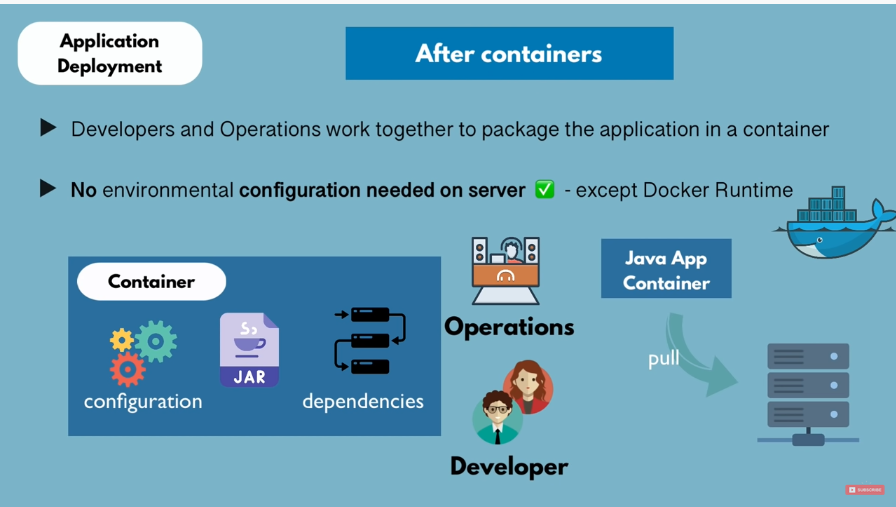 Application
Deployment
After containers
Developers and Operations work together to package the application in a container
No environmental configuration needed on server ✅ - except Docker Runtime
Container
JAR
configuration
dependencies
Operations
Developer
Java App
Container
pull
SUBSCRIBE